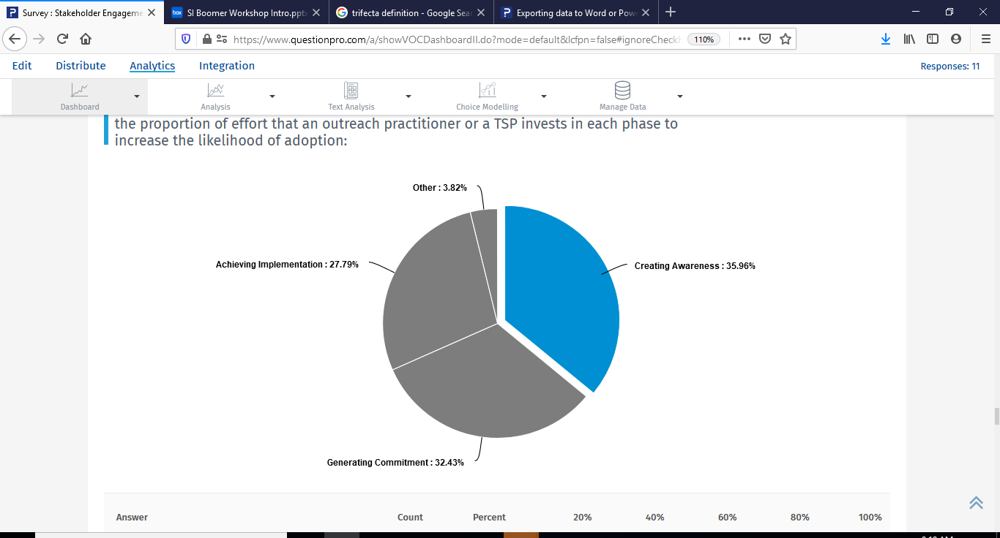 Survey : Stakeholder Engageme
SI Boomer Workshop Intro.ppt
trifecta definition - Google Sear
Exporting data to Word or Pow
https://www.questionpro.com/a/showVOCDashboardII.do?mode=default&lcfpn=false#ignoreCheckl
110%
Edit Distribute Analytics Integration Responses: 11
Dashboard Analysis Text Analysis Choice Modelling Manage Data
the proportion of effort that an outreach practitioner or a TSP invests in each phase to
increase the likelihood of adoption:
Other : 3.82%
Achieving Implementation : 27.79%
Creating Awareness : 35.96%
Generating Commitment : 32.43%
Answer Count Percent 20% 40% 60% 80% 100%